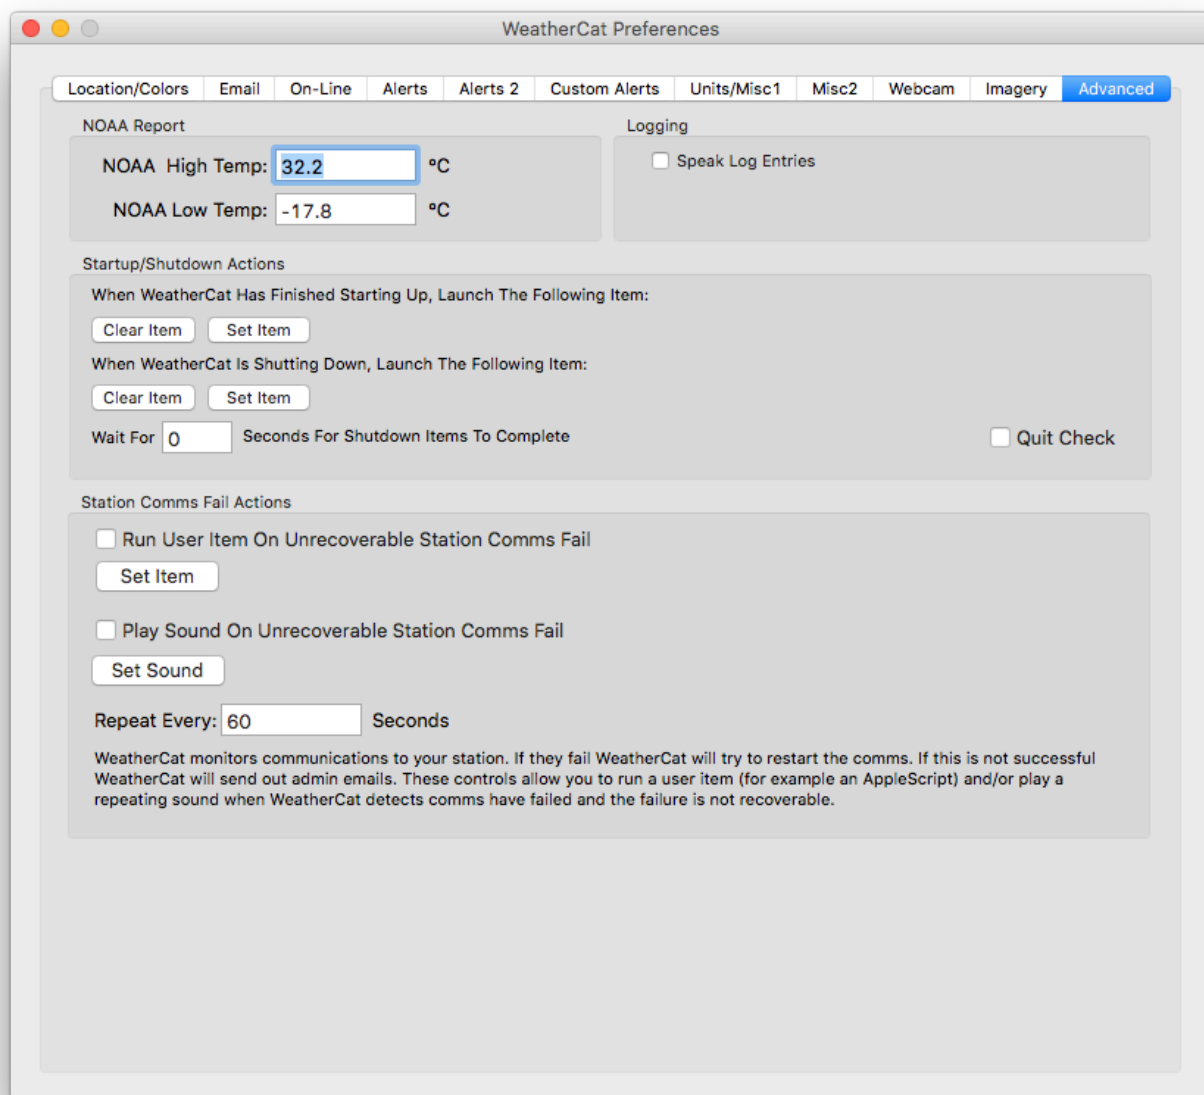 WeatherCat Preferences
Location/Colors Email On-Line Alerts Alerts 2 Custom Alerts Units/Misc1 Misc2 Webcam Imagery Advanced
NOAA Report
NOAA  High Temp: 32.2 ºC
NOAA Low Temp: -17.8 ºC
Logging
Speak Log Entries
Startup/Shutdown Actions
When WeatherCat Has Finished Starting Up, Launch The Following Item:
Clear Item Set Item
When WeatherCat Is Shutting Down, Launch The Following Item:
Clear Item Set Item
Wait For 0 Seconds For Shutdown Items To Complete Quit Check
Station Comms Fail Actions
Run User Item On Unrecoverable Station Comms Fail
Set Item
Play Sound On Unrecoverable Station Comms Fail
Set Sound
Repeat Every: 60 Seconds
WeatherCat monitors communications to your station. If they fail WeatherCat will try to restart the comms. If this is not successful
WeatherCat will send out admin emails. These controls allow you to run a user item (for example an AppleScript) and/or play a
repeating sound when WeatherCat detects comms have failed and the failure is not recoverable.